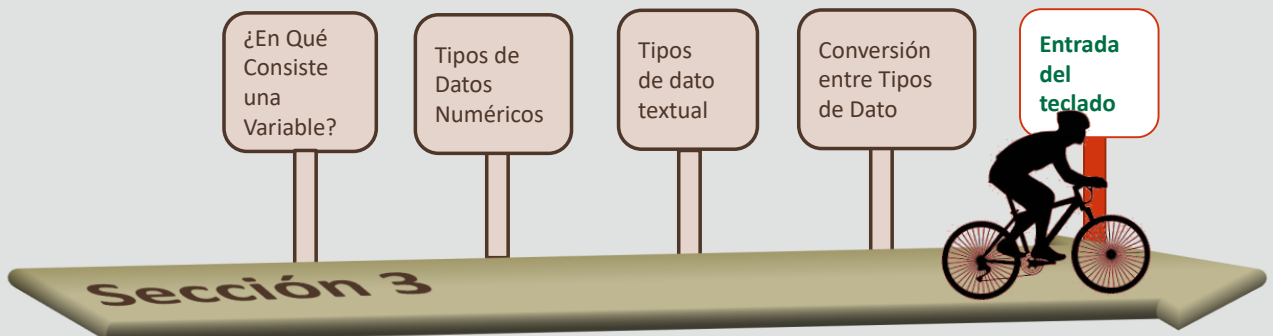 ¿En Qué
Consiste
una
Variable?
Tipos de
Datos
Numéricos
Tipos
de dato
textual
Conversión
entre Tipos
de Dato
Entrada
del
teclado
Sección 3